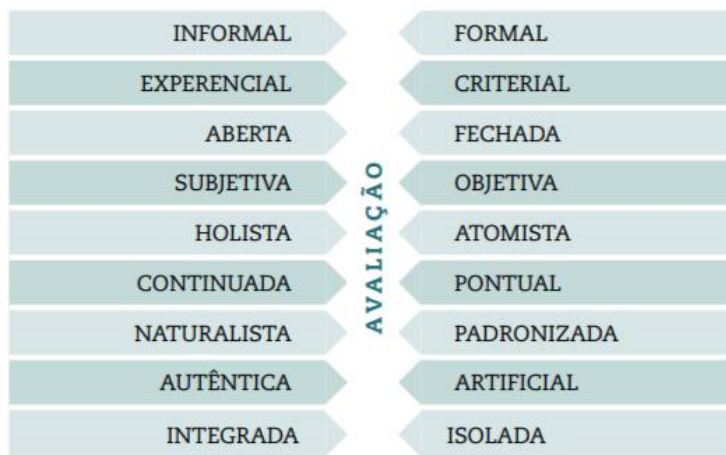 INFORMAL FORMAL
EXPERENCIAL CRITERIAL
ABERTA FECHADA
SUBJETIVA OBJETIVA
HOLISTA ATOMISTA
CONTINUADA PONTUAL
NATURALISTA PADRONIZADA
AUTÊNTICA ARTIFICIAL
INTEGRADA ISOLADA
AVALIAÇÃO